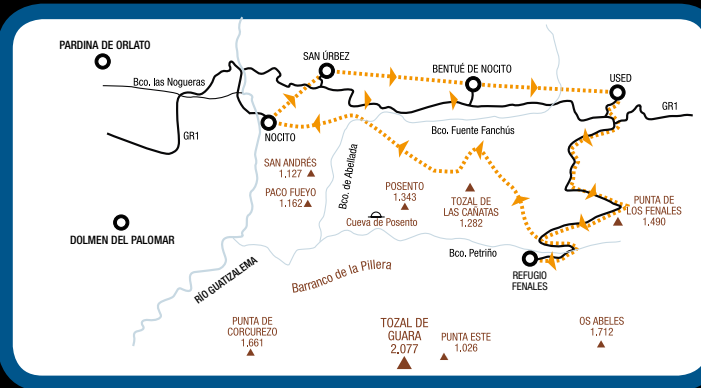 PARDINA DE ORLATO
SAN ÚRBEZ
BENTUÉ DE NOCITO
USED
Bco. las Nogueras
GR1
GR1
NOCITO
Bco. Fuente Fanchús
SAN ANDRÉS
1.127
PACO FUEYO
1.162
Bco. de Abellada
POSENTO
1.343
Cueva de Posento
TOZAL DE
LAS CAÑATAS
1.282
PUNTA DE
LOS FENALES
1.490
DOLMEN DEL PALOMAR
RÍO GUATIZALEMA
Barranco de la Pillera
Bco. Petriño
REFUGIO
FENALES
PUNTA DE
CORCUREZO
1.661
TOZAL DE
GUARA
2.077
PUNTA ESTE
1.026
OS ABELES
1.712